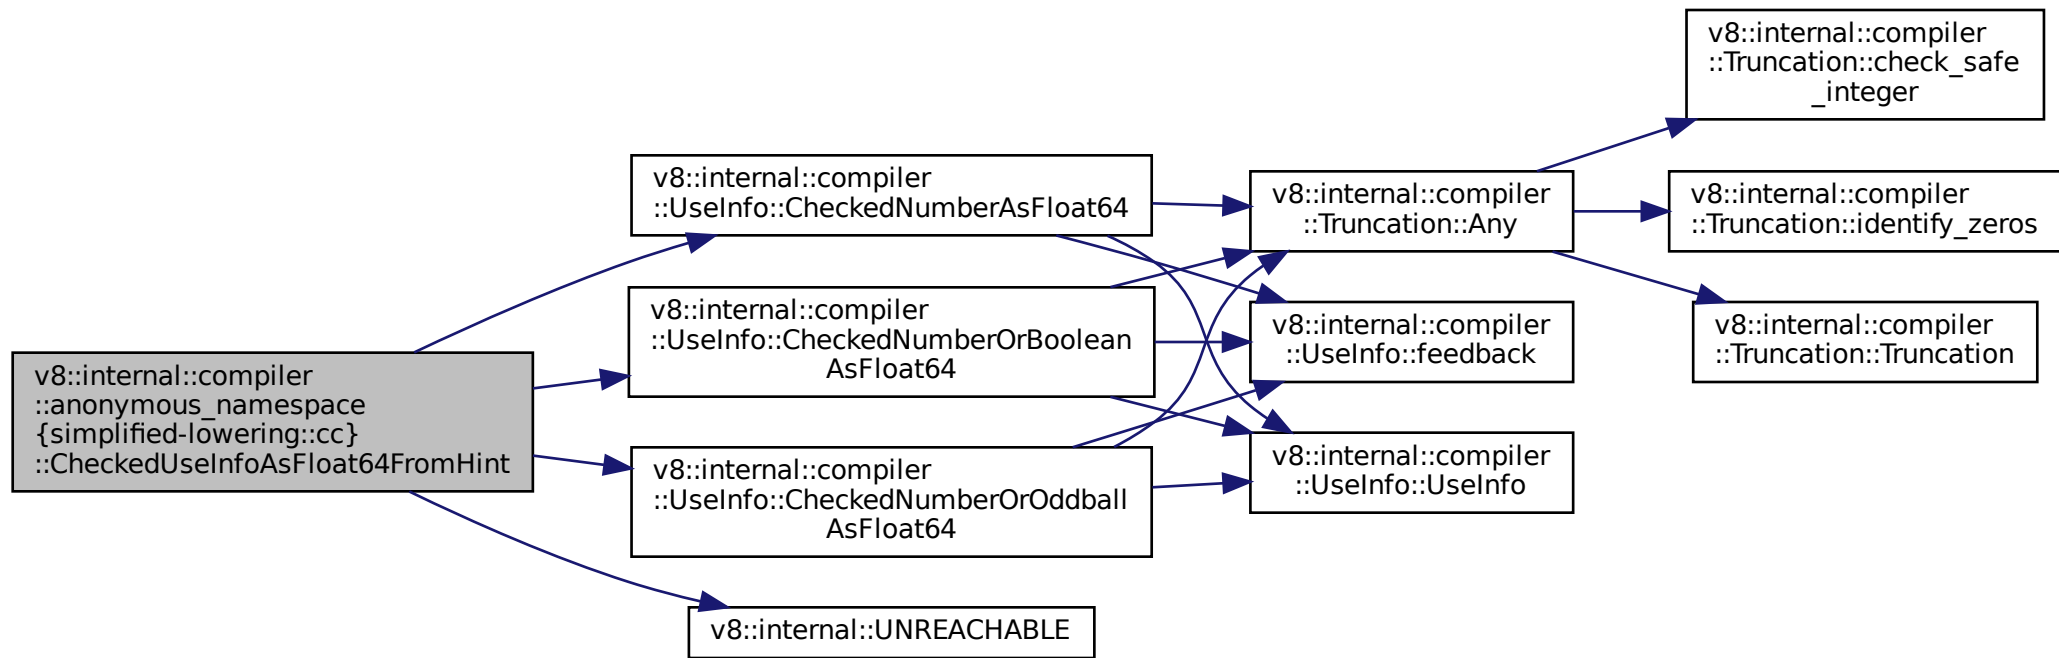 v8::internal::compiler
::anonymous_namespace
{simplified-lowering::cc}
::CheckedUseInfoAsFloat64FromHint
v8::internal::compiler
::UseInfo::CheckedNumberAsFloat64
v8::internal::compiler
::UseInfo::CheckedNumberOrBoolean
AsFloat64
v8::internal::compiler
::UseInfo::CheckedNumberOrOddball
AsFloat64
v8::internal::UNREACHABLE
v8::internal::compiler
::Truncation::Any
v8::internal::compiler
::UseInfo::feedback
v8::internal::compiler
::UseInfo::UseInfo
v8::internal::compiler
::Truncation::check_safe
_integer
v8::internal::compiler
::Truncation::identify_zeros
v8::internal::compiler
::Truncation::Truncation